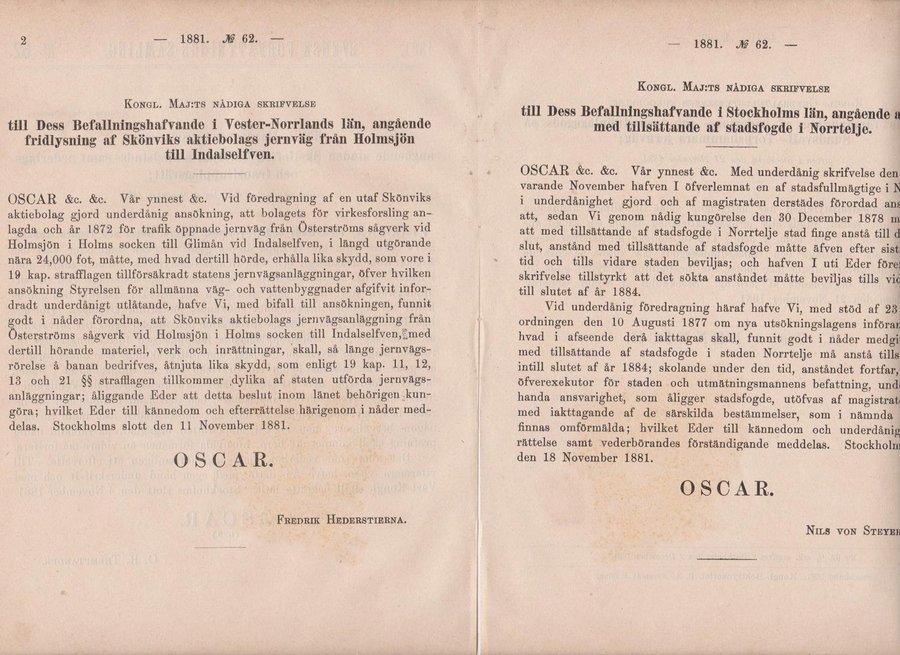 2
— 1881. № 62. —
KONGL. MAJ:TS NÅDIGA SKRIFVELSE
till Dess Befallningshafvande i Vester-Norrlands län, angående
fridlysning af Skönviks aktiebolags jernväg från Holmsjön
till Indalselfven.
OSCAR &c. &c. Vår ynnest &c. Vid föredragning af en utaf Skönviks
aktiebolag gjord underdånig ansökning, att bolagets för virkesforsling an-
lagda och år 1872 för trafik öppnade jernväg från Österströms sågverk vid
Holmsjön i Holms socken till Glimån vid Indalselfven, i längd utgörande
nära 24,000 fot, måtte, med hvad dertill hörde, erhålla lika skydd, som vore i
19 kap. strafflagen tillförsäkradt statens jernvägsanläggningar, öfver hvilken
ansökning Styrelsen för allmänna väg- och vattenbyggnader afgifvit infor-
dradt underdånigt utlåtande, hafve Vi, med bifall till ansökningen, funnit
godt i nåder förordna, att Skönviks aktiebolags jernvägsanläggning från
Österströms sågverk vid Holmsjön i Holms socken till Indalselfven, med
dertill hörande materiel, verk och inrättningar, skall, så länge jernvägs-
rörelse å banan bedrifves, åtnjuta lika skydd, som enligt 19 kap. 11, 12,
13 och 21 §§ strafflagen tillkommer dylika af staten utförda jernvägs-
anläggningar; åliggande Eder att detta beslut inom länet behörigen kun-
göra; hvilket Eder till kännedom och efterrättelse härigenom i nåder med-
delas. Stockholms slott den 11 November 1881.
OSCAR.
FREDRIK HEDERSTIERNA.
— 1881. № 62. —
KONGL. MAJ:TS NÅDIGA SKRIFVELSE
till Dess Befallningshafvande i Stockholms län, angående a
med tillsättande af stadsfogde i Norrtelje.
OSCAR &c. &c. Vår ynnest &c. Med underdånig skrifvelse den
varande November hafven I öfverlemnat en af stadsfullmägtige i N
i underdånighet gjord och af magistraten derstädes förordad ans
att, sedan Vi genom nådig kungörelse den 30 December 1878 m
att med tillsättande af stadsfogde i Norrtelje stad finge anstå till d
slut, anstånd med tillsättande af stadsfogde måtte äfven efter sist
tid och tills vidare staden beviljas; och hafven I uti Eder före
skrifvelse tillstyrkt att det sökta anståndet måtte beviljas tills vid
till slutet af år 1884.
Vid underdånig föredragning häraf hafve Vi, med stöd af 23
ordningen den 10 Augusti 1877 om nya utsökningslagens införan
hvad i afseende derå iakttagas skall, funnit godt i nåder medgi
med tillsättande af stadsfogde i staden Norrtelje må anstå tills
intill slutet af år 1884; skolande under den tid, anståndet fortfar,
öfverexekutor för staden och utmätningsmannens befattning, und
handa ansvarighet, som åligger stadsfogde, utöfvas af magistrat
med iakttagande af de särskilda bestämmelser, som i nämnda
finnas omförmälda; hvilket Eder till kännedom och underdånig
rättelse samt vederbörandes förständigande meddelas. Stockholm
den 18 November 1881.
OSCAR.
NILS VON STEYER